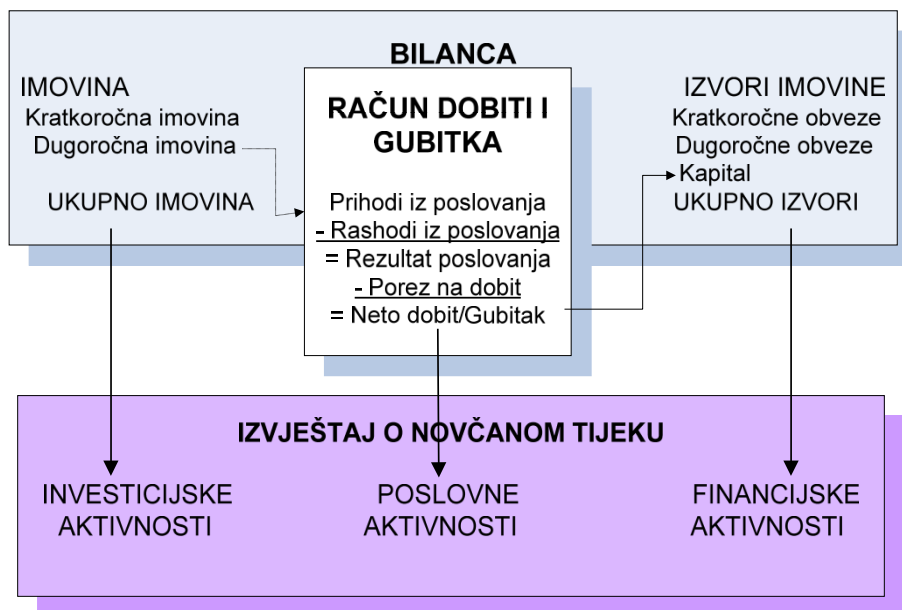 BILANCA
IMOVINA
Kratkoročna imovina
Dugoročna imovina
UKUPNO IMOVINA
RAČUN DOBITI I
GUBITKA
Prihodi iz poslovanja
- Rashodi iz poslovanja
= Rezultat poslovanja
- Porez na dobit
= Neto dobit/Gubitak
IZVORI IMOVINE
Kratkoročne obveze
Dugoročne obveze
Kapital
UKUPNO IZVORI
IZVJEŠTAJ O NOVČANOM TIJEKU
INVESTICIJSKE
AKTIVNOSTI
POSLOVNE
AKTIVNOSTI
FINANCIJSKE
AKTIVNOSTI